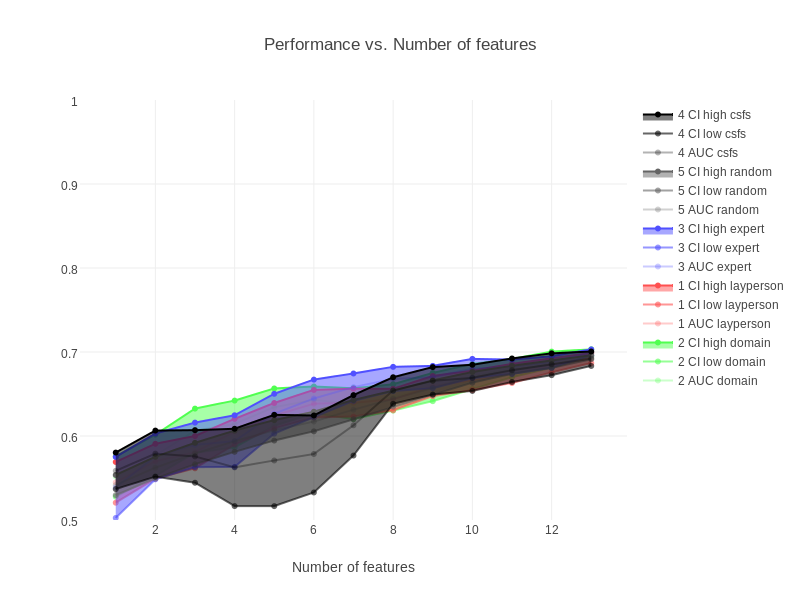 Performance vs. Number of features
1
0.9
0.8
0.7
0.6
0.5
2
4
6
8
10
12
Number of features
4 CI high csfs
4 CI low csfs
4 AUC csfs
5 CI high random
5 CI low random
5 AUC random
3 CI high expert
3 CI low expert
3 AUC expert
1 CI high layperson
1 CI low layperson
1 AUC layperson
2 CI high domain
2 CI low domain
2 AUC domain